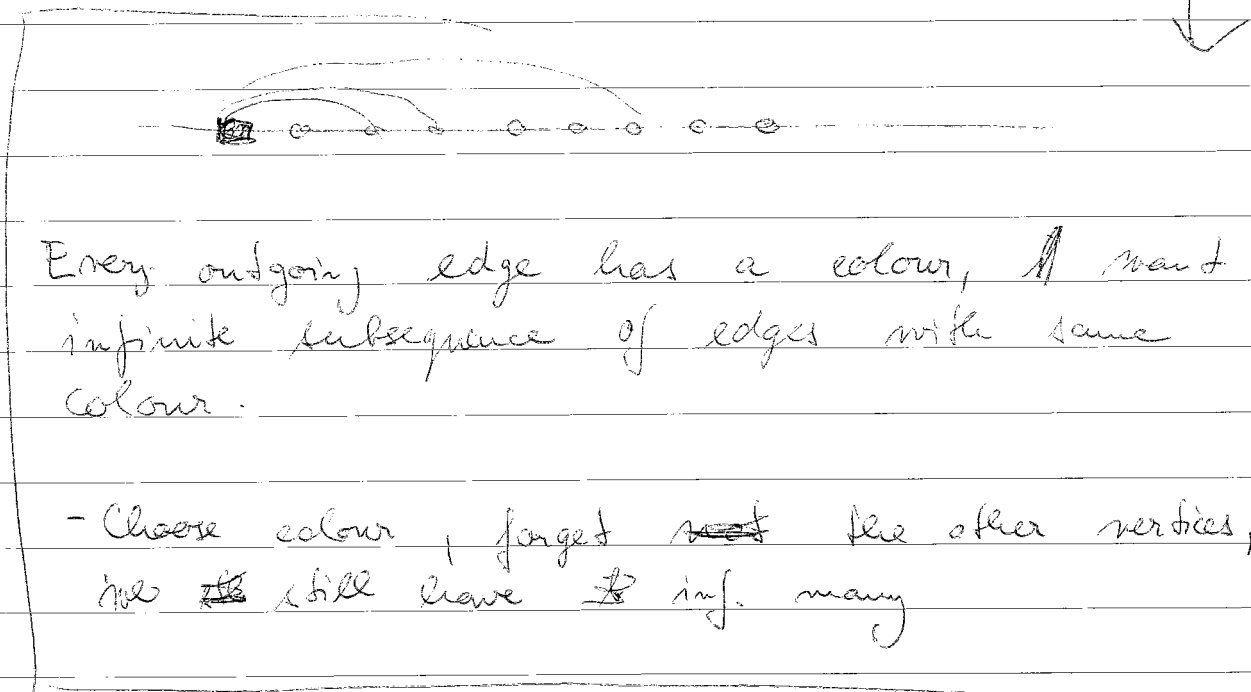 Every outgoing edge has a colour, I want
infinite subsequence of edges with same
colour.
- Choose colour, forget the other vertices,
we still have inf. many